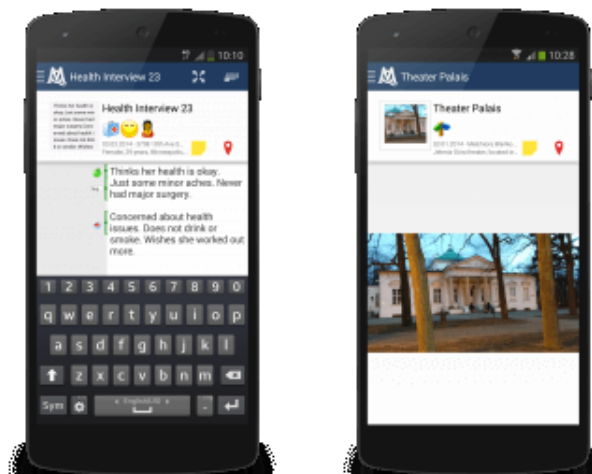 10:10
Health Interview 23
Health Interview 23
Thinks her health is okay.
Just some minor aches. Never
had major surgery.
Concerned about health
issues. Does not drink or
smoke. Wishes she worked out
more.
1 2 3 4 5 6 7 8 9 0
q w e r t y u i o p
a s d f g h j k l
z x c v b n m
Sym
10:28
Theater Palais
Theater Palais